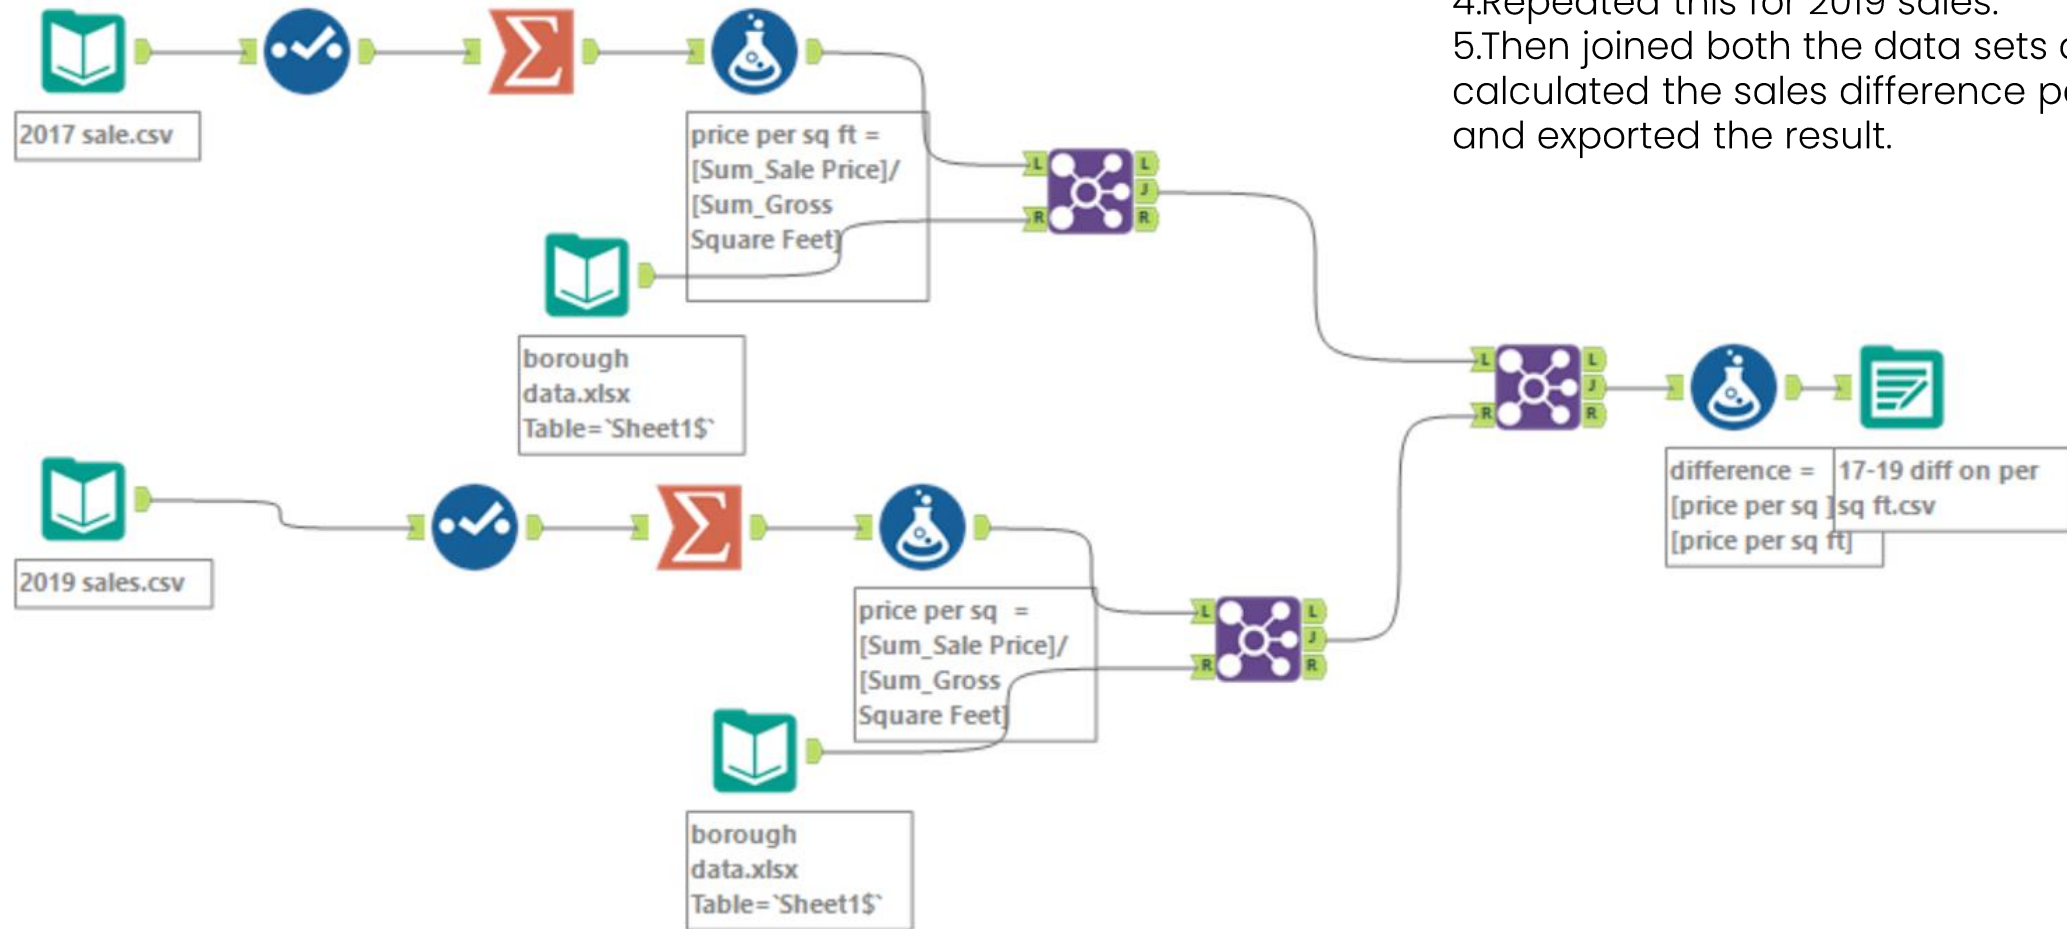 4.Repeated this for 2019 sales.
5.Then joined both the data sets
calculated the sales difference
and exported the result.
2017 sale.csv
price per sq ft =
[Sum_Sale Price]/
[Sum_Gross
Square Feet]
L
R
L
J
R
borough
data.xlsx
Table=`Sheet1$`
L
R
L
J
R
difference =
[price per sq ]
[price per sq ft]
17-19 diff on per
sq ft.csv
2019 sales.csv
price per sq  =
[Sum_Sale Price]/
[Sum_Gross
Square Feet]
L
R
L
J
R
borough
data.xlsx
Table=`Sheet1$`